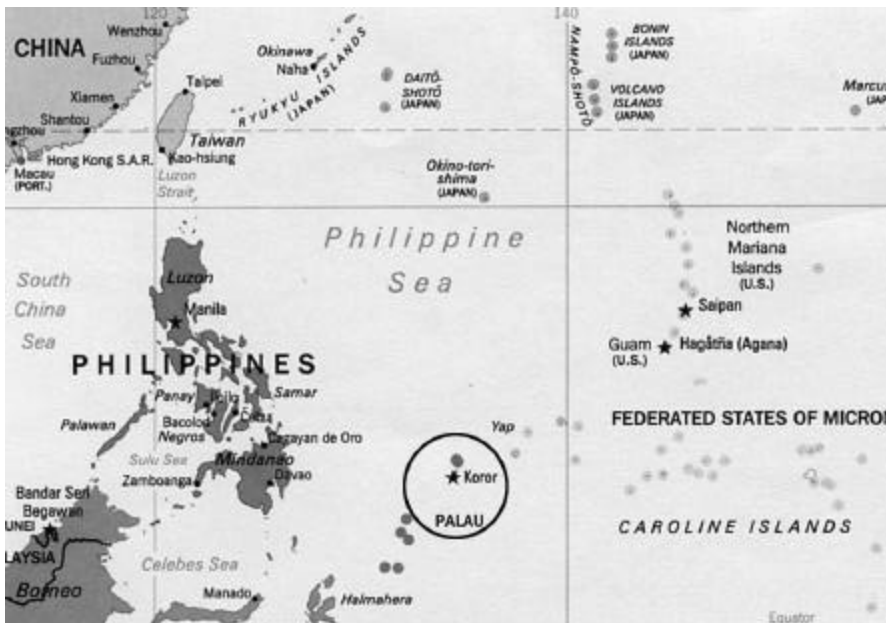 120
140
CHINA
Wenzhou
Fuzhou
Xiamen
Shantou
Macau
(PORT.)
Hong Kong S.A.R.
Taipei
Taiwan
Kao-hsiung
Luzon
Strait
Okinawa
Naha
RYUKYU ISLANDS
(JAPAN)
DAITŌ-
SHOTŌ
(JAPAN)
Okino-tori-
shima
(JAPAN)
NAMPŌ-SHOTŌ
BONIN
ISLANDS
(JAPAN)
VOLCANO
ISLANDS
(JAPAN)
Philippine
Sea
Northern
Mariana
Islands
(U.S.)
Saipan
Guam
(U.S.)
Hagåtña (Agana)
South
China
Sea
Luzon
Manila
PHILIPPINES
Panay
Samar
Palawan
Bacolod
Negros
Cagayan de Oro
Sulu Sea
Mindanao
Zamboanga
Davao
Yap
FEDERATED STATES OF MICRO
Koror
PALAU
CAROLINE ISLANDS
Bandar Seri
Begawan
UNEI
LAYSIA
Borneo
Celebes Sea
Manado
Halmahera
Equator